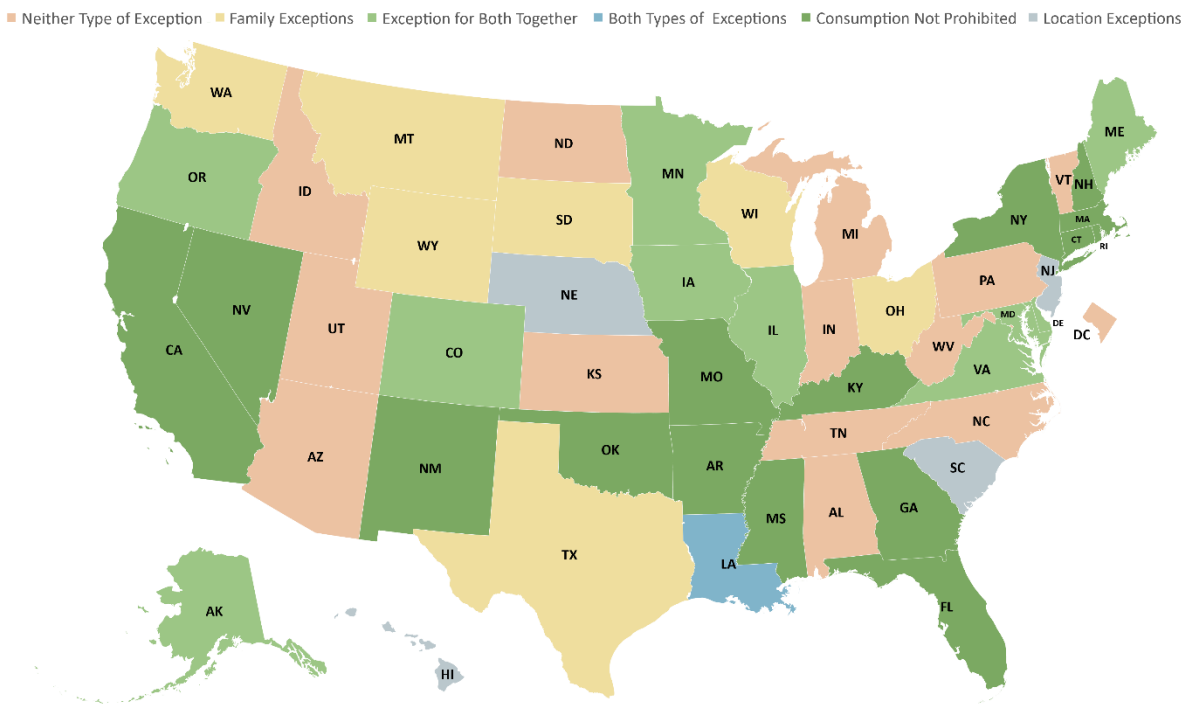 Neither Type of Exception Family Exceptions Exception for Both Together Both Types of Exceptions Consumption Not Prohibited Location Exceptions
WA
MT
ND
MN
ME
OR
ID
SD
WI
VT
NH
WY
MI
NY
MA
CT
RI
NE
IA
PA
NJ
NV
UT
CO
IL
IN
OH
MD
DE
DC
CA
KS
MO
WV
VA
KY
AZ
NM
OK
AR
TN
NC
SC
MS
AL
GA
TX
LA
FL
AK
HI